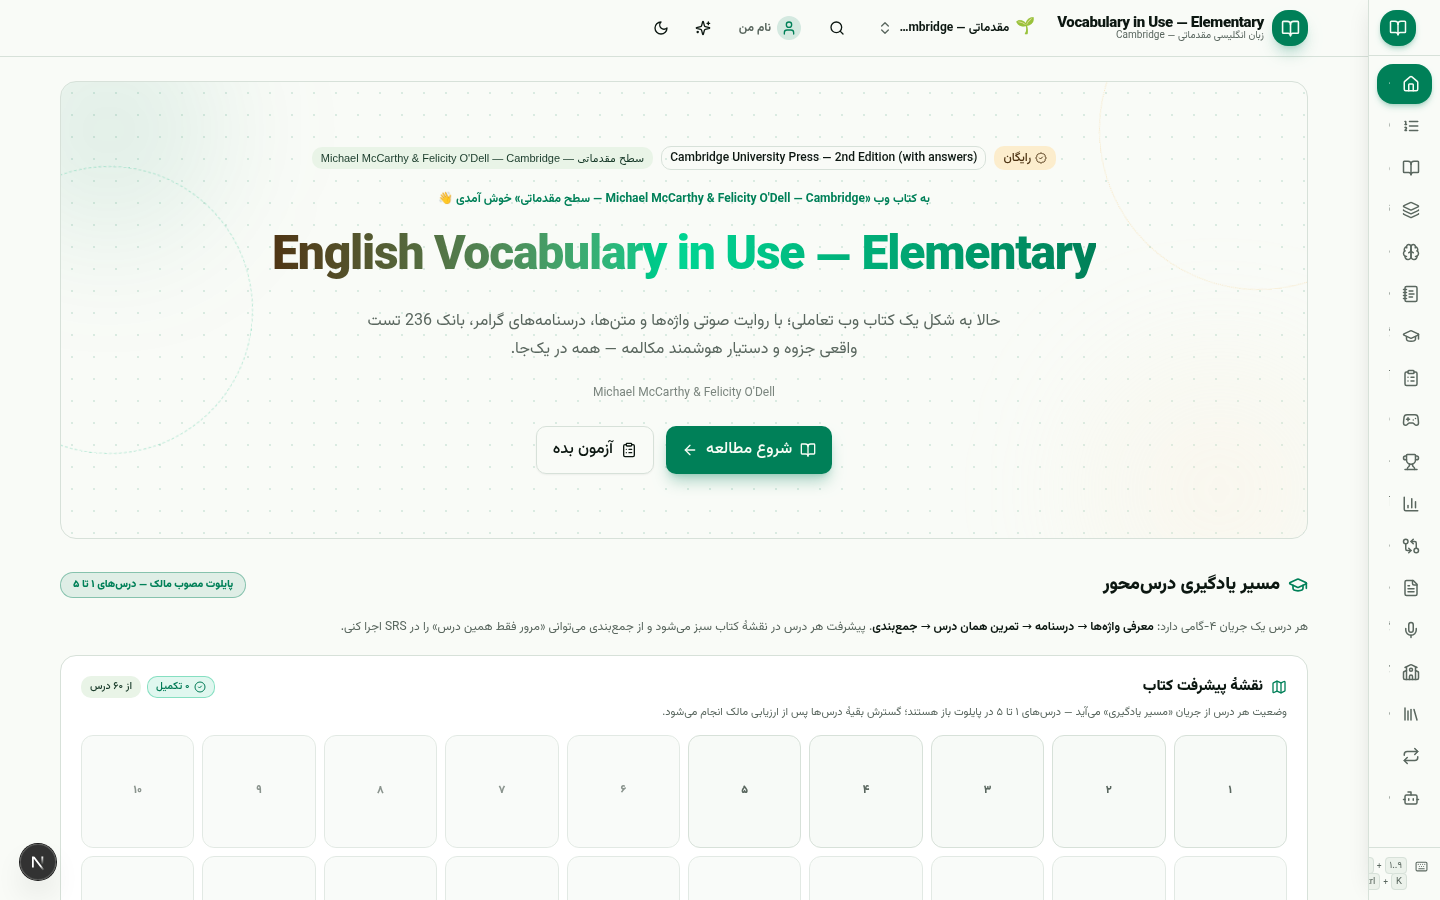 Vocabulary in Use — Elementary
زبان انگلیسی مقدماتی — Cambridge
مقدماتی — mbridge...
نام من
رایگان
Cambridge University Press — 2nd Edition (with answers)
Michael McCarthy & Felicity O'Dell — Cambridge — سطح مقدماتی
به کتاب وب «Michael McCarthy & Felicity O'Dell — Cambridge — سطح مقدماتی» خوش آمدی 👋
English Vocabulary in Use — Elementary
حالا به شکل یک کتاب وب تعاملی؛ با روایت صوتی واژه‌ها و متن‌ها، درسنامه‌های گرامر، بانک 236 تست
واقعی جزوه و دستیار هوشمند مکالمه — همه در یک‌جا.
Michael McCarthy & Felicity O'Dell
شروع مطالعه
آزمون بده
مسیر یادگیری درس‌محور
پایلوت مصوب مالک — درس‌های ۱ تا ۵
هر درس یک جریان ۴-گامی دارد: معرفی واژه‌ها → درسنامه → تمرین همان درس → جمع‌بندی. پیشرفت هر درس در نقشهٔ کتاب سبز می‌شود و از جمع‌بندی می‌توانی «مرور فقط همین درس» را در SRS اجرا کنی.
نقشهٔ پیشرفت کتاب
۰ تکمیل
از ۶۰ درس
وضعیت هر درس از جریان «مسیر یادگیری» می‌آید — درس‌های ۱ تا ۵ در پایلوت باز هستند؛ گسترش بقیهٔ درس‌ها پس از ارزیابی مالک انجام می‌شود.
۱
۲
۳
۴
۵
۶
۷
۸
۹
۱۰
+ ۱..۹
+ K
N